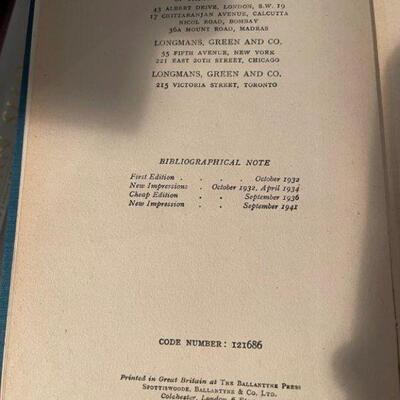 43 ALBERT DRIVE, LONDON, S.W. 19
17 CHITTARANJAN AVENUE, CALCUTTA
NICOL ROAD, BOMBAY
36A MOUNT ROAD, MADRAS
LONGMANS, GREEN AND CO.
55 FIFTH AVENUE, NEW YORK
221 EAST 20TH STREET, CHICAGO
LONGMANS, GREEN AND CO.
215 VICTORIA STREET, TORONTO
BIBLIOGRAPHICAL NOTE
First Edition . . . . October 1932
New Impressions . October 1932, April 1934
Cheap Edition . . September 1936
New Impression . . September 1941
CODE NUMBER: 121686
Printed in Great Britain at THE BALLANTYNE PRESS
SPOTTISWOODE, BALLANTYNE & CO. LTD.
Colchester, London &